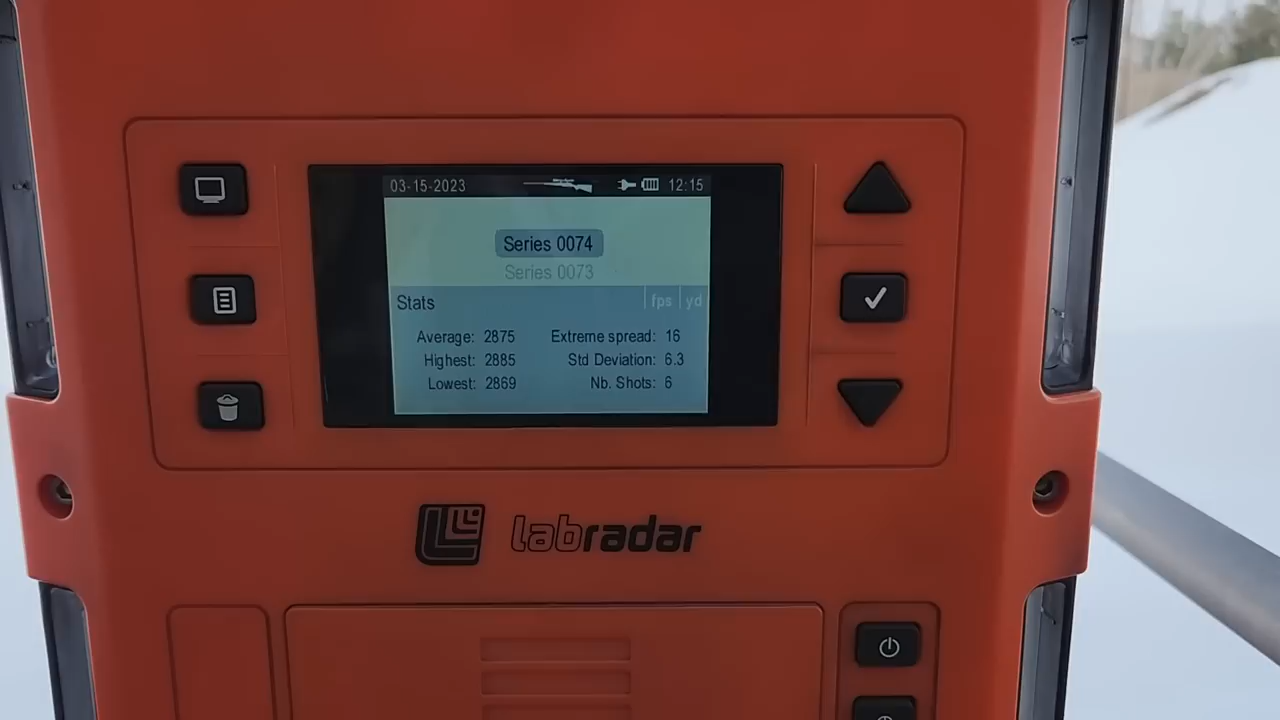 03-15-2023 12:15
Series 0074
Series 0073
Stats fps yd
Average: 2875 Extreme spread: 16
Highest: 2885 Std Deviation: 6.3
Lowest: 2869 Nb. Shots: 6
labradar